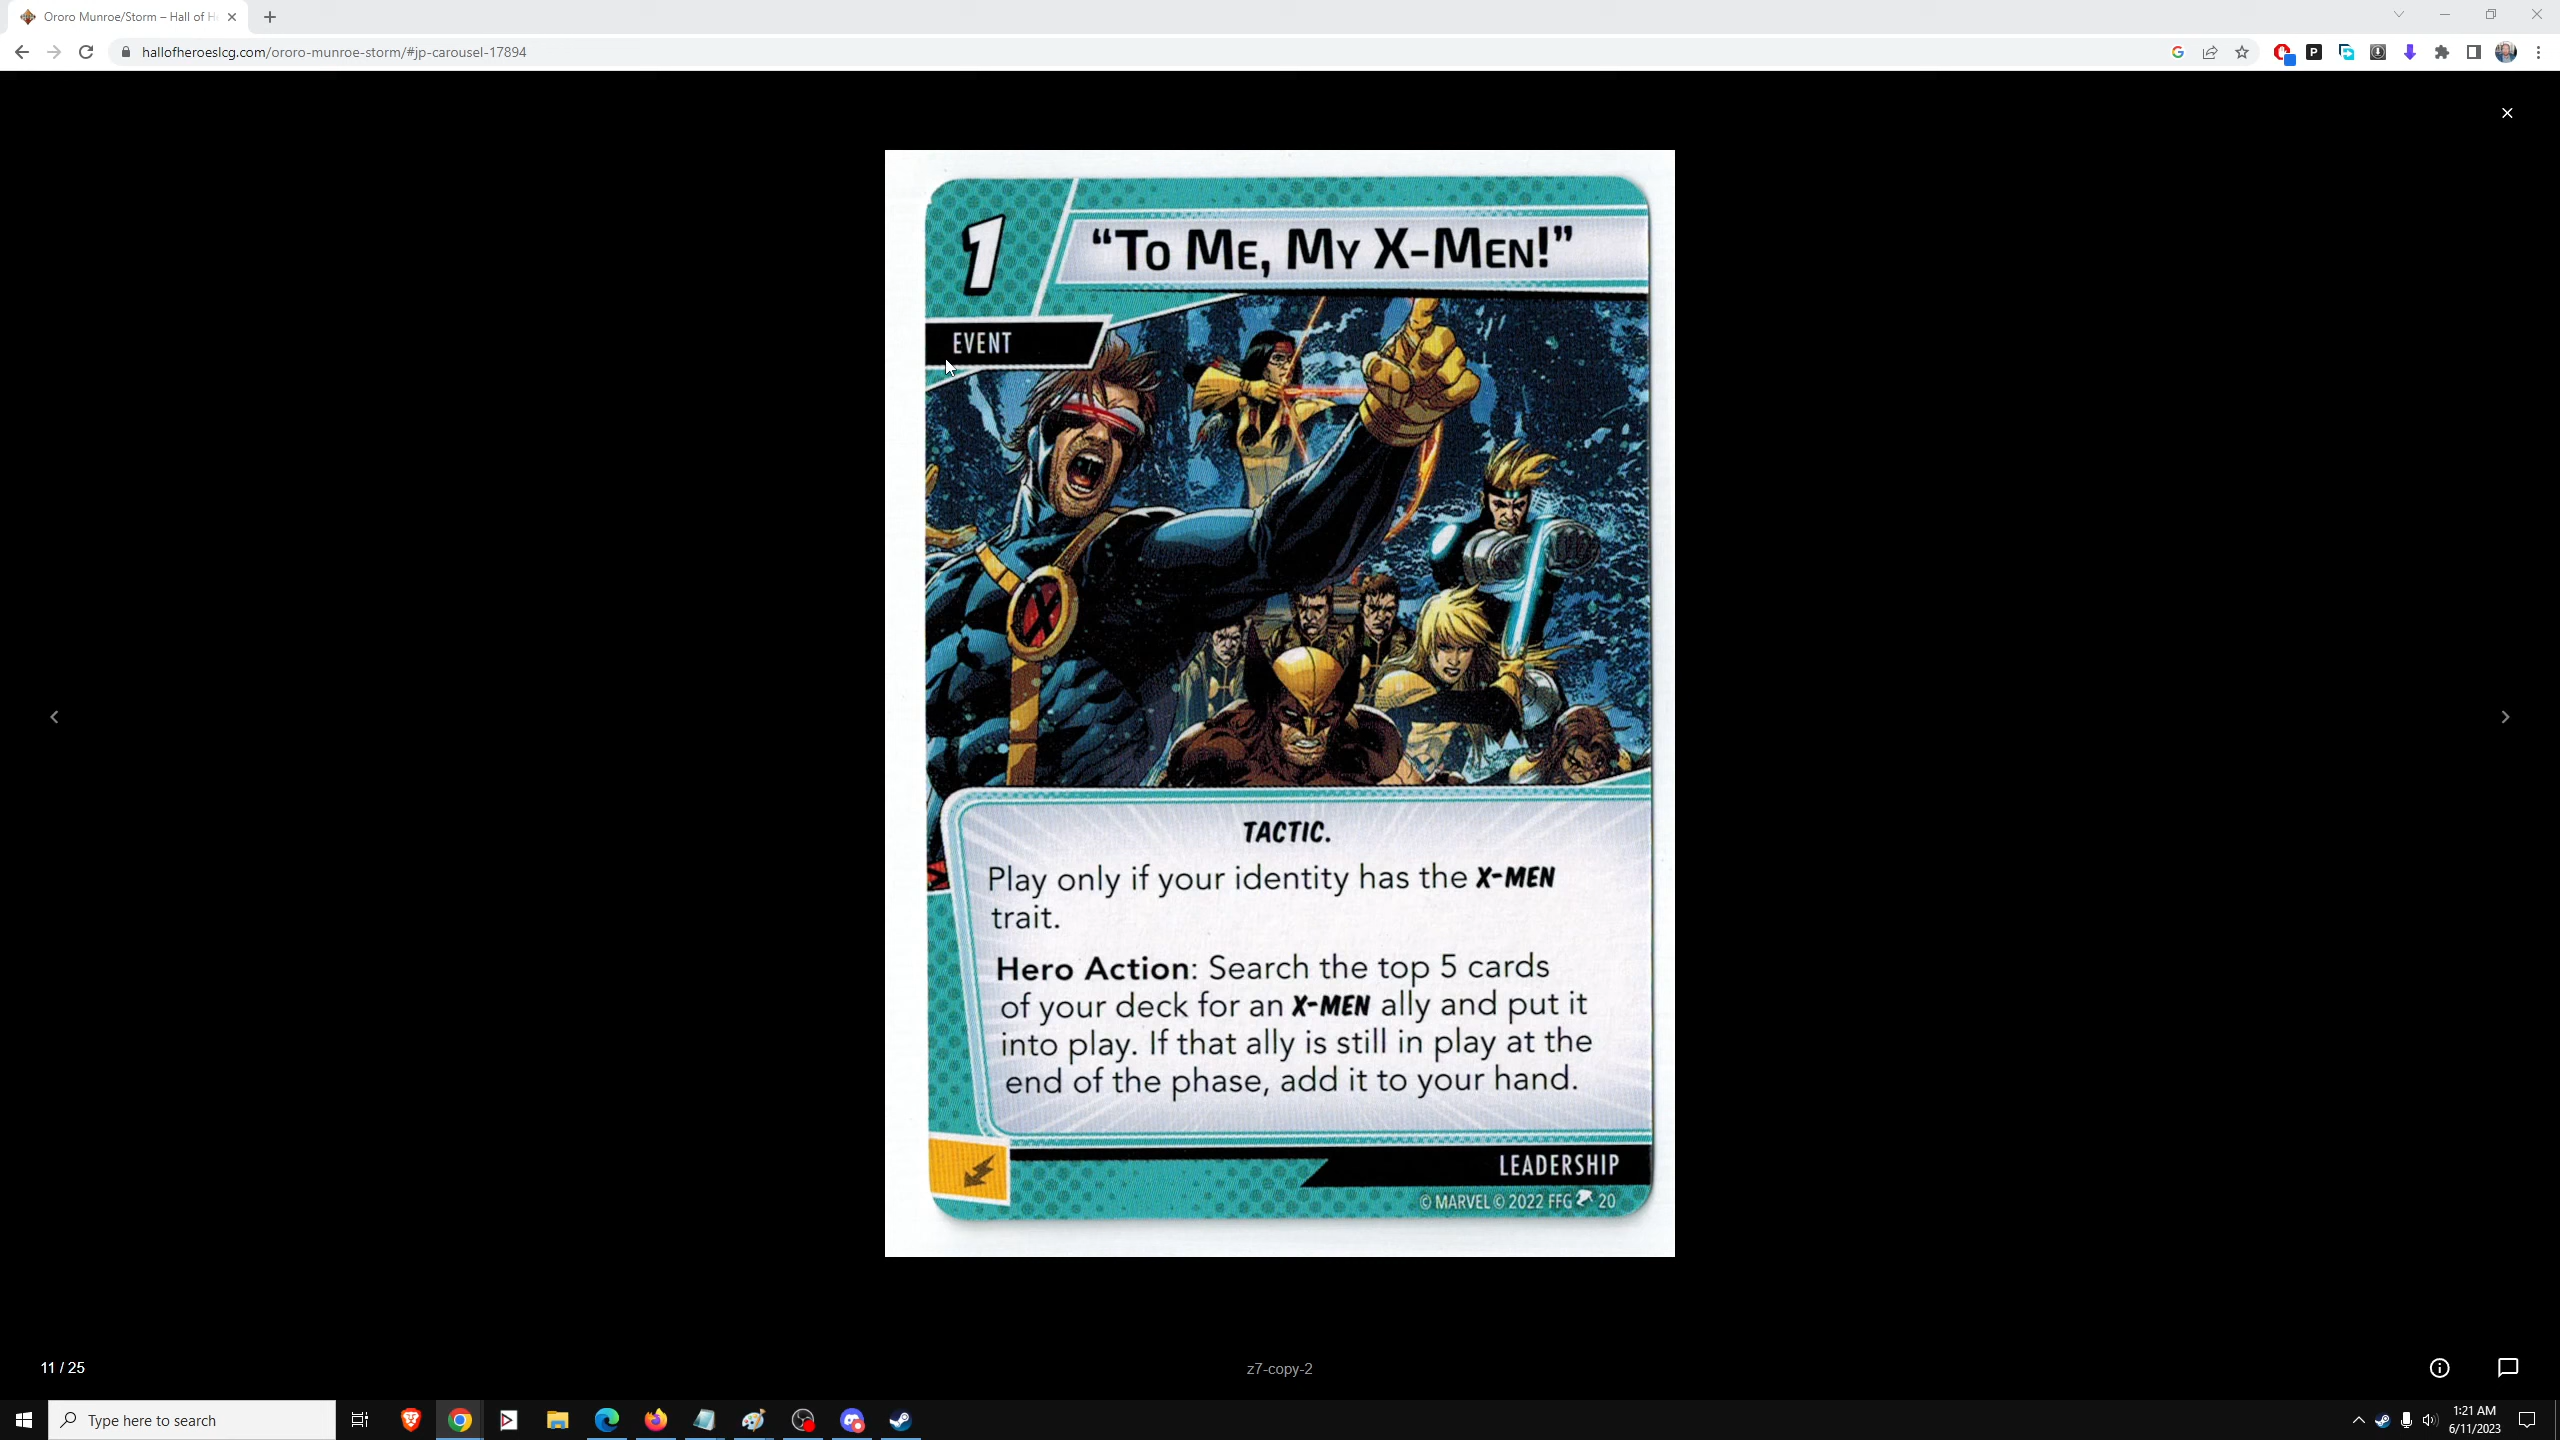 Ororo Munroe/Storm – Hall of H
hallofheroeslcg.com/ororo-munroe-storm/#jp-carousel-17894
1
“TO ME, MY X-MEN!”
EVENT
TACTIC.
Play only if your identity has the X-MEN
trait.
Hero Action: Search the top 5 cards
of your deck for an X-MEN ally and put it
into play. If that ally is still in play at the
end of the phase, add it to your hand.
LEADERSHIP
© MARVEL © 2022 FFG 20
11 / 25
z7-copy-2
Type here to search
1:21 AM
6/11/2023